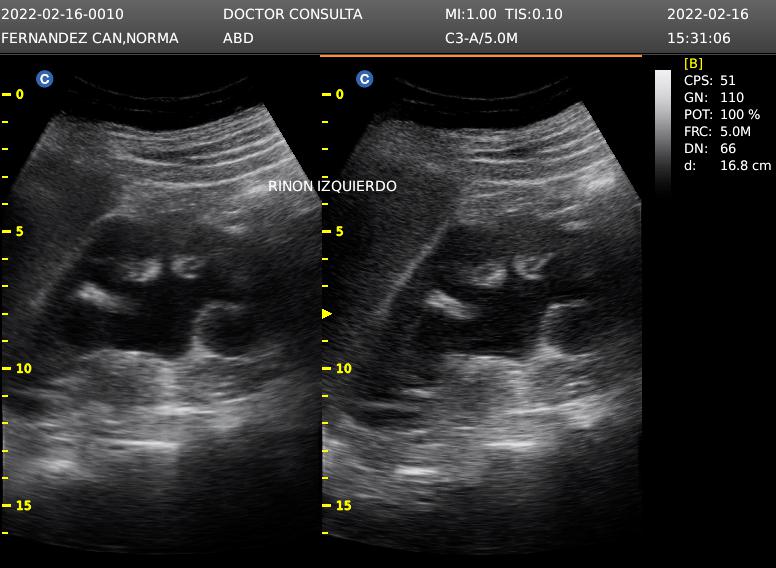 2022-02-16-0010 DOCTOR CONSULTA MI:1.00 TIS:0.10 2022-02-16
FERNANDEZ CAN,NORMA ABD C3-A/5.0M 15:31:06
[B]
C C
CPS: 51
0 0
GN: 110
POT: 100 %
FRC: 5.0M
DN: 66
d: 16.8 cm
RINON IZQUIERDO
5 5
10 10
15 15